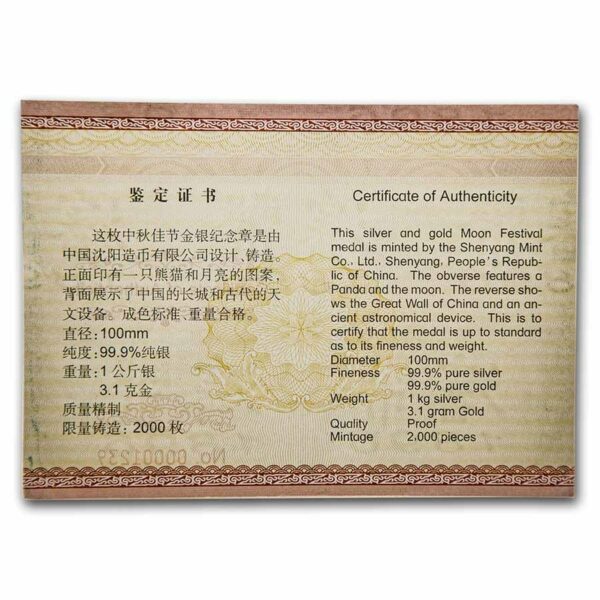 鉴定证书
这枚中秋佳节金银纪念章是由
中国沈阳造币有限公司设计、铸造。
正面印有一只熊猫和月亮的图案,
背面展示了中国的长城和古代的天
文设备。成色标准、重量合格。
直径:100mm
纯度:99.9%纯银
重量:1公斤银
3.1克金
质量精制
限量铸造:2000枚
No 00001239
Certificate of Authenticity
This silver and gold Moon Festival
medal is minted by the Shenyang Mint
Co., Ltd., Shenyang, People's Repub-
lic of China. The obverse features a
Panda and the moon. The reverse sho-
ws the Great Wall of China and an an-
cient astronomical device. This is to
certify that the medal is up to standard
as to its fineness and weight.
Diameter 100mm
Fineness 99.9% pure silver
99.9% pure gold
Weight 1 kg silver
3.1 gram Gold
Quality Proof
Mintage 2,000 pieces